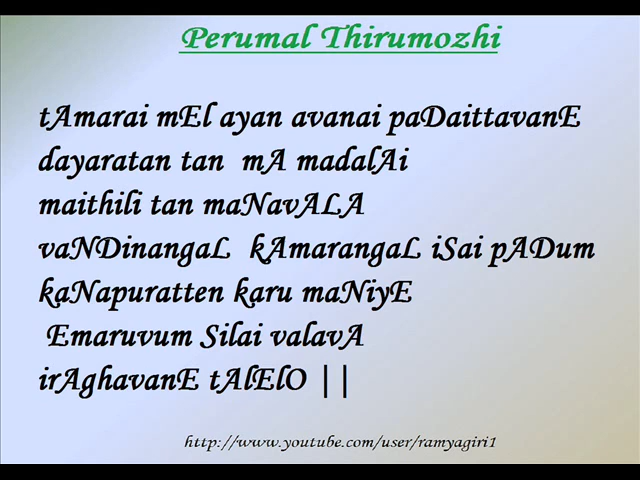 Perumal Thirumozhi
tAmarai mEl ayan avanai paDaittavanE
dayaratan tan mA madalAi
maithili tan maNavALA
vaNDinangaL kAmarangaL iSai pADum
kaNapuratten karu maNiyE
Emaruvum Silai valavA
irAghavanE tAlElO ||
http://www.youtube.com/user/ramyagiri1